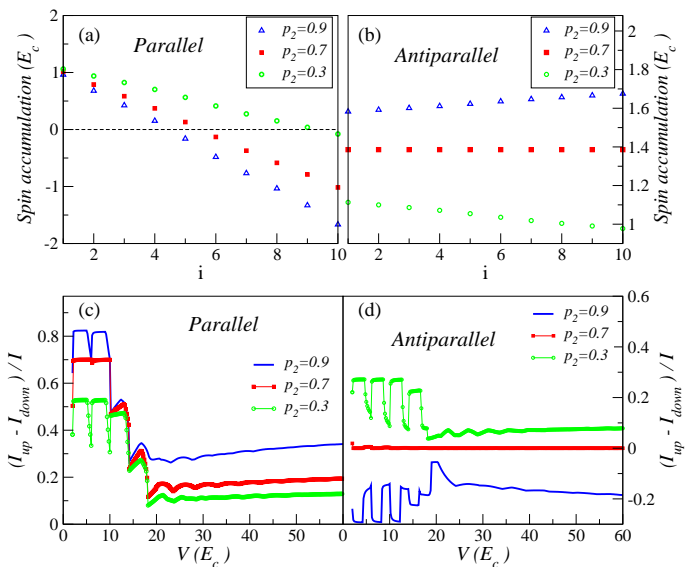 (a)
Parallel
p2=0.9
p2=0.7
p2=0.3
Spin accumulation (Ec)
2
1
0
-1
-2
2
4
6
8
10
i
(b)
Antiparallel
p2=0.9
p2=0.7
p2=0.3
Spin accumulation (Ec)
2
1.8
1.6
1.4
1.2
1
2
4
6
8
10
i
(c)
Parallel
p2=0.9
p2=0.7
p2=0.3
(Iup - Idown) / I
0.8
0.6
0.4
0.2
0
0
10
20
30
40
50
V (Ec)
(d)
Antiparallel
p2=0.9
p2=0.7
p2=0.3
(Iup - Idown) / I
0.6
0.4
0.2
0
-0.2
0
10
20
30
40
50
60
V (Ec)